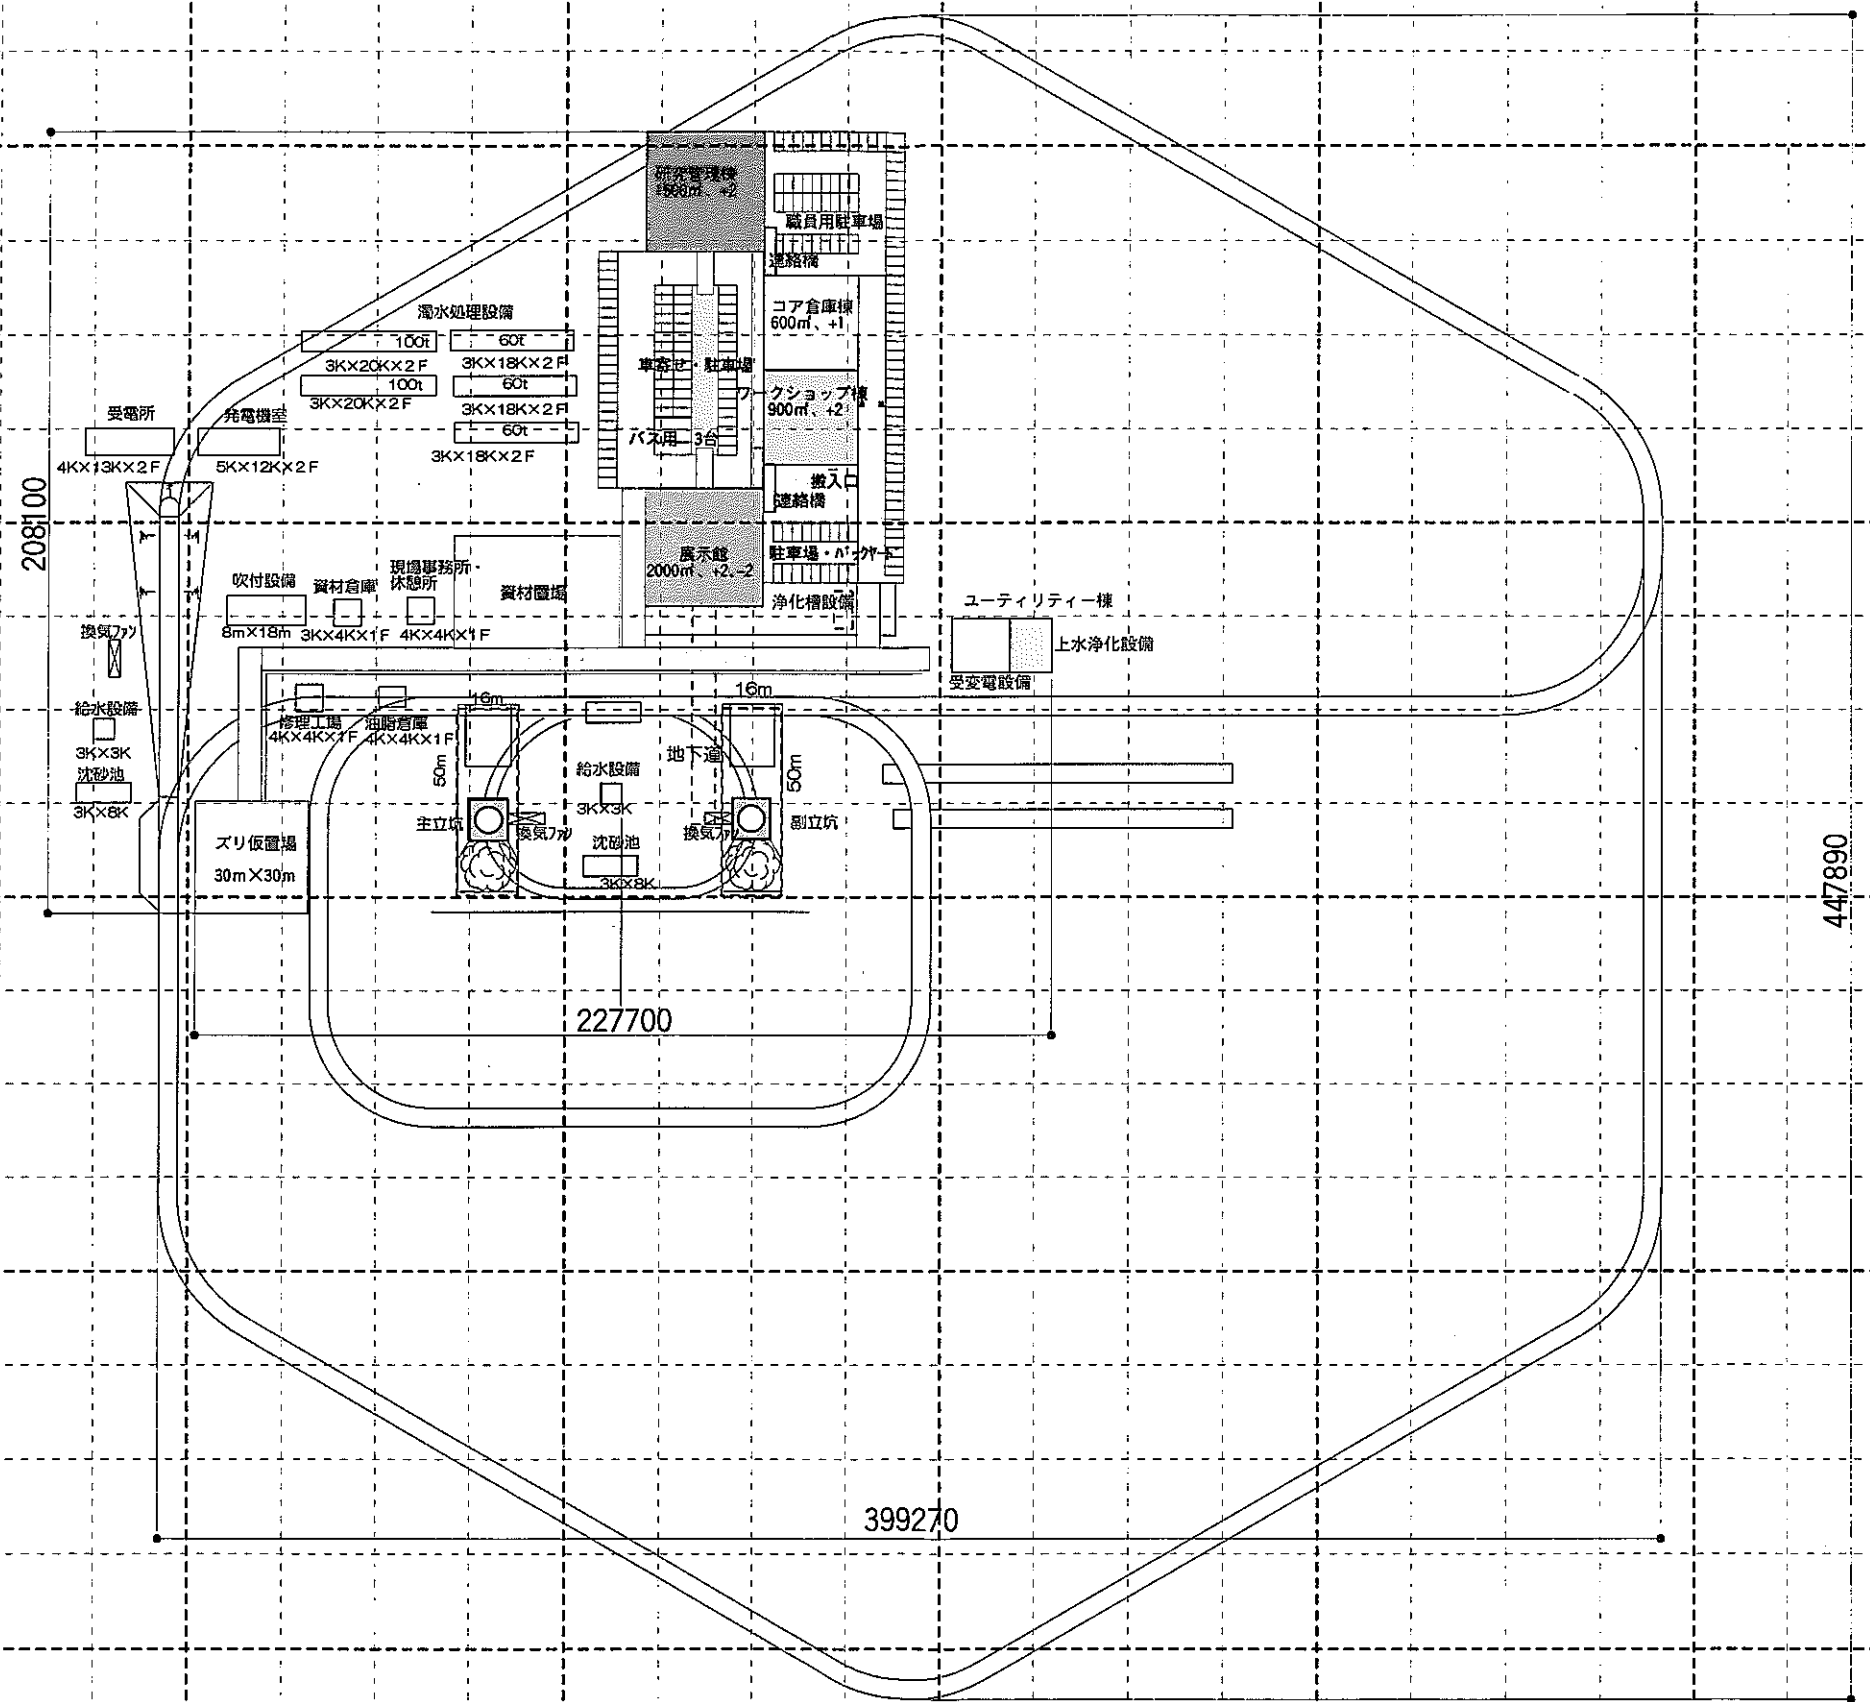 研究管理棟
1500㎡、+2
職員用駐車場
連絡橋
コア倉庫棟
600㎡、+1
濁水処理設備
100t
3K×20K×2F
60t
3K×18K×2F
100t
3K×20K×2F
60t
3K×18K×2F
60t
3K×18K×2F
車寄せ・駐車場
ワークショップ棟
900㎡、+2
バス用 3台
受電所
4K×13K×2F
発電機室
5K×12K×2F
搬入口
連絡橋
208100
展示館
2000㎡、+2,-2
駐車場・バックヤード
浄化槽設備
現場事務所・
休憩所
4K×4K×1F
資材置場
吹付設備
8m×18m
資材倉庫
3K×4K×1F
換気ファン
ユーティリティー棟
上水浄化設備
受変電設備
給水設備
3K×3K
沈砂池
3K×8K
修理工場
4K×4K×1F
油脂倉庫
4K×4K×1F
16m
16m
50m
50m
地下道
給水設備
3K×3K
主立坑
換気ファン
換気ファン
副立坑
沈砂池
3K×8K
ズリ仮置場
30m×30m
447890
227700
399270